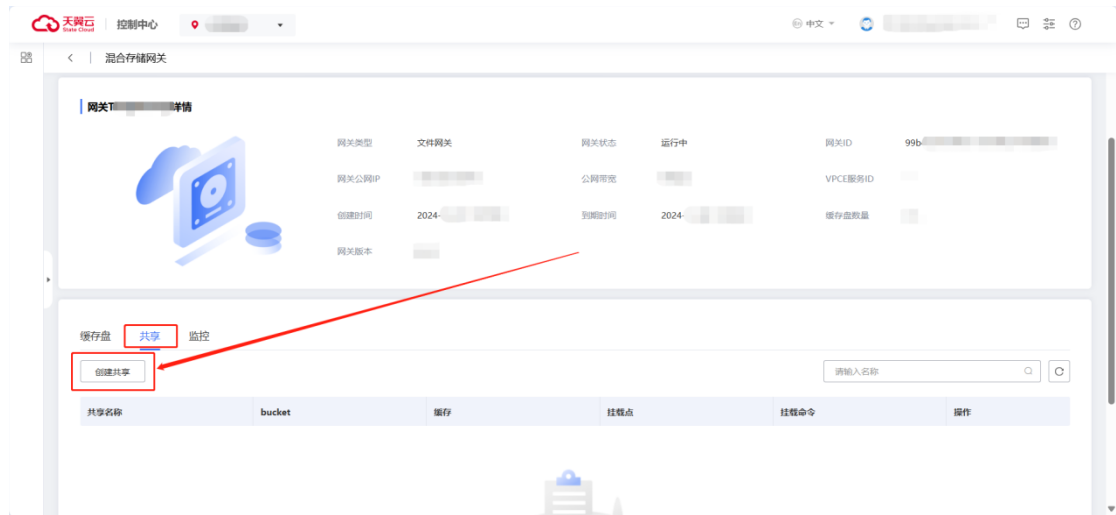 天翼云 控制中心 中文
State Cloud
混合存储网关
网关T 详情
网关类型 文件网关 网关状态 运行中 网关ID 99b
网关公网IP 公网带宽 VPCE服务ID
创建时间 2024- 到期时间 2024- 缓存盘数量
网关版本
缓存盘 共享 监控
创建共享 请输入名称
共享名称 bucket 缓存 挂载点 挂载命令 操作